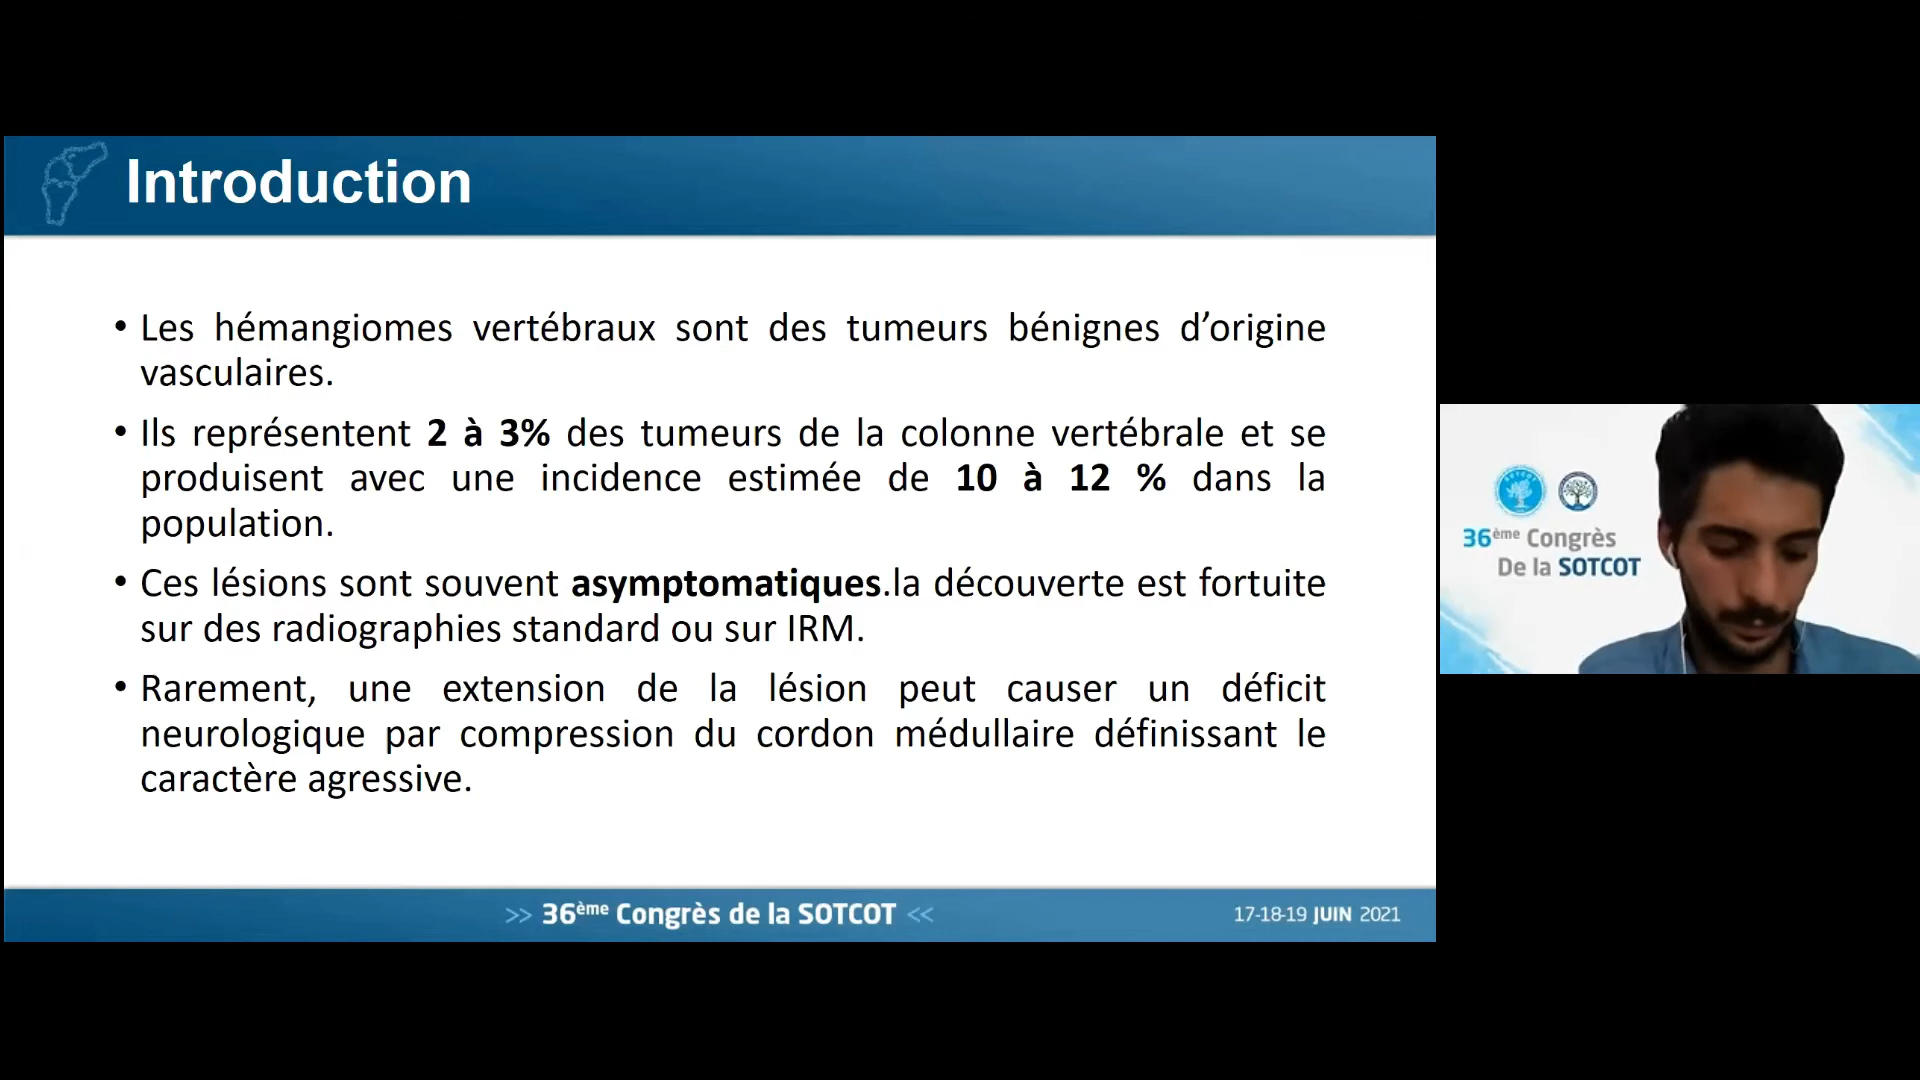 Introduction
• Les hémangiomes vertébraux sont des tumeurs bénignes d’origine
vasculaires.
• Ils représentent 2 à 3% des tumeurs de la colonne vertébrale et se
produisent avec une incidence estimée de 10 à 12 % dans la
population.
• Ces lésions sont souvent asymptomatiques.la découverte est fortuite
sur des radiographies standard ou sur IRM.
• Rarement, une extension de la lésion peut causer un déficit
neurologique par compression du cordon médullaire définissant le
caractère agressive.
>> 36ème Congrès de la SOTCOT <<
17-18-19 JUIN 2021
36ème Congrès
De la SOTCOT